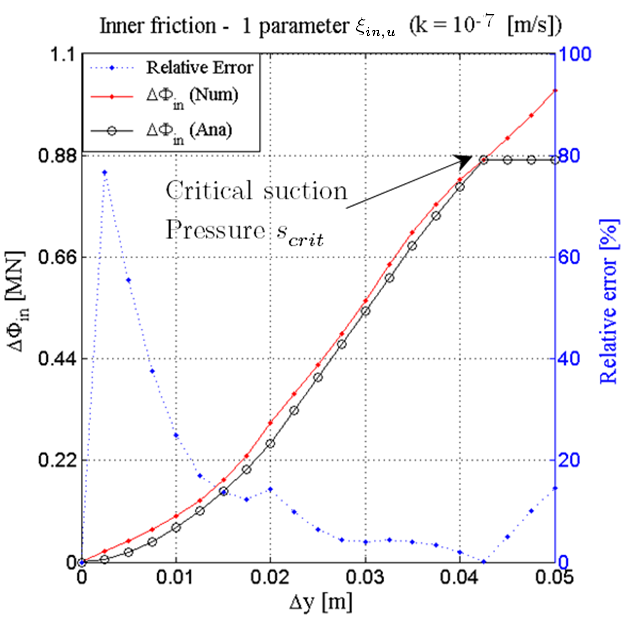 Inner friction - 1 parameter ξin,u (k = 10-7 [m/s])
1.1
100
Relative Error
ΔΦin (Num)
ΔΦin (Ana)
0.88
80
Critical suction
Pressure scrit
0.66
60
0.44
40
0.22
20
0
0
0
0.01
0.02
0.03
0.04
0.05
ΔΦin [MN]
Relative error [%]
Δy [m]